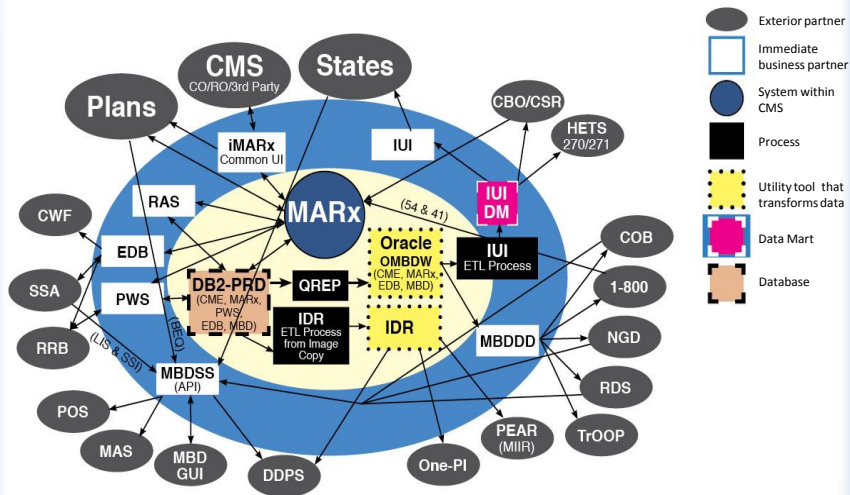 CMS
CO/RO/3rd Party
States
Plans
CBO/CSR
HETS
270/271
iMARx
Common UI
IUI
RAS
MARx
(54 & 41)
IUI
DM
CWF
EDB
Oracle
OMBDW
(CME, MARx,
EDB, MBD)
IUI
ETL Process
COB
SSA
PWS
DB2-PRD
(CME, MARx,
PWS,
EDB, MBD)
QREP
1-800
RRB
(LIS & SSI)
(BEQ)
IDR
ETL Process
from Image
Copy
IDR
MBDDD
NGD
MBDSS
(API)
RDS
POS
MAS
MBD
GUI
DDPS
One-PI
PEAR
(MIIR)
TrOOP
Exterior partner
Immediate
business partner
System within
CMS
Process
Utility tool that
transforms data
Data Mart
Database